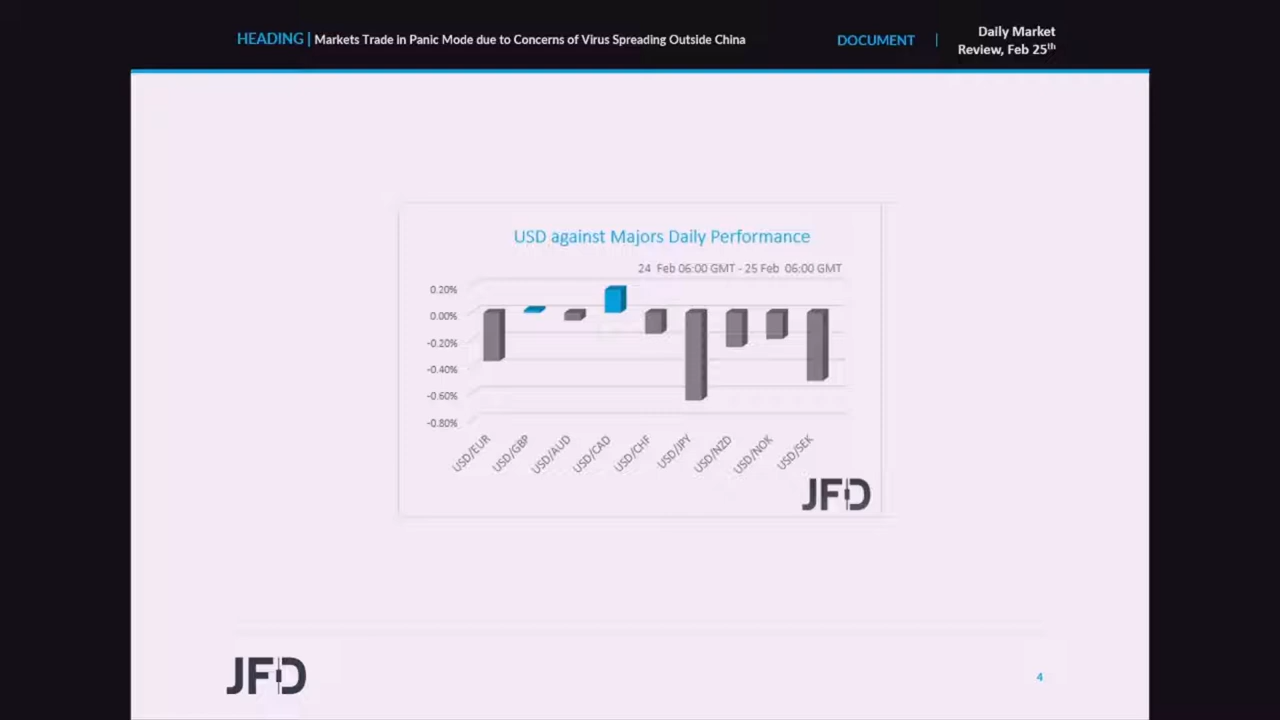 HEADING | Markets Trade in Panic Mode due to Concerns of Virus Spreading Outside China
DOCUMENT |
Daily Market
Review, Feb 25th
USD against Majors Daily Performance
24 Feb 06:00 GMT - 25 Feb 06:00 GMT
0.20%
0.00%
-0.20%
-0.40%
-0.60%
-0.80%
USD/EUR
USD/GBP
USD/AUD
USD/CAD
USD/CHF
USD/JPY
USD/NZD
USD/NOK
USD/SEK
JFD
JFD
4